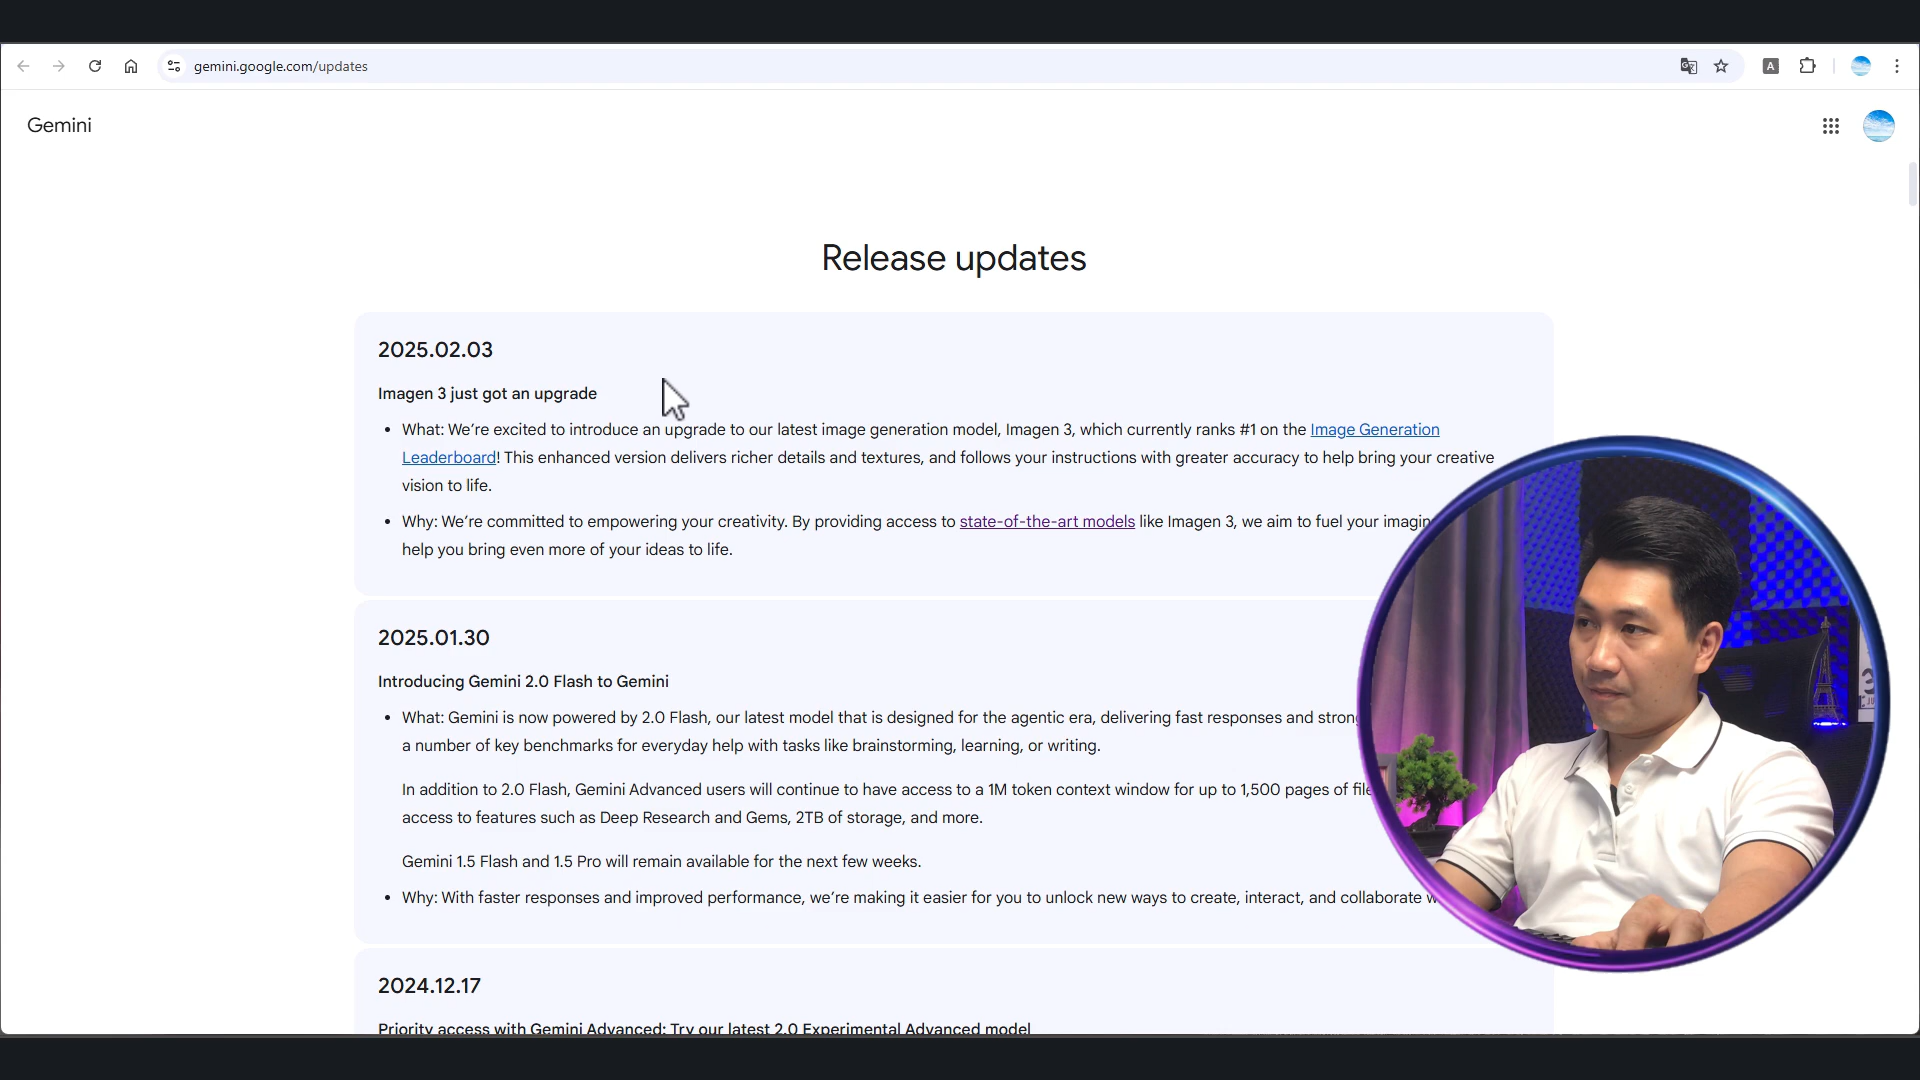 gemini.google.com/updates
Gemini
Release updates
2025.02.03
Imagen 3 just got an upgrade
• What: We’re excited to introduce an upgrade to our latest image generation model, Imagen 3, which currently ranks #1 on the Image Generation
Leaderboard! This enhanced version delivers richer details and textures, and follows your instructions with greater accuracy to help bring your creative
vision to life.
• Why: We’re committed to empowering your creativity. By providing access to state-of-the-art models like Imagen 3, we aim to fuel your
help you bring even more of your ideas to life.
2025.01.30
Introducing Gemini 2.0 Flash to Gemini
• What: Gemini is now powered by 2.0 Flash, our latest model that is designed for the agentic era, delivering fast responses and
a number of key benchmarks for everyday help with tasks like brainstorming, learning, or writing.
In addition to 2.0 Flash, Gemini Advanced users will continue to have access to a 1M token context window for up to 1,500 pages of
access to features such as Deep Research and Gems, 2TB of storage, and more.
Gemini 1.5 Flash and 1.5 Pro will remain available for the next few weeks.
• Why: With faster responses and improved performance, we’re making it easier for you to unlock new ways to create, interact, and collaborate
2024.12.17
Priority access with Gemini Advanced: Try our latest 2.0 Experimental Advanced model